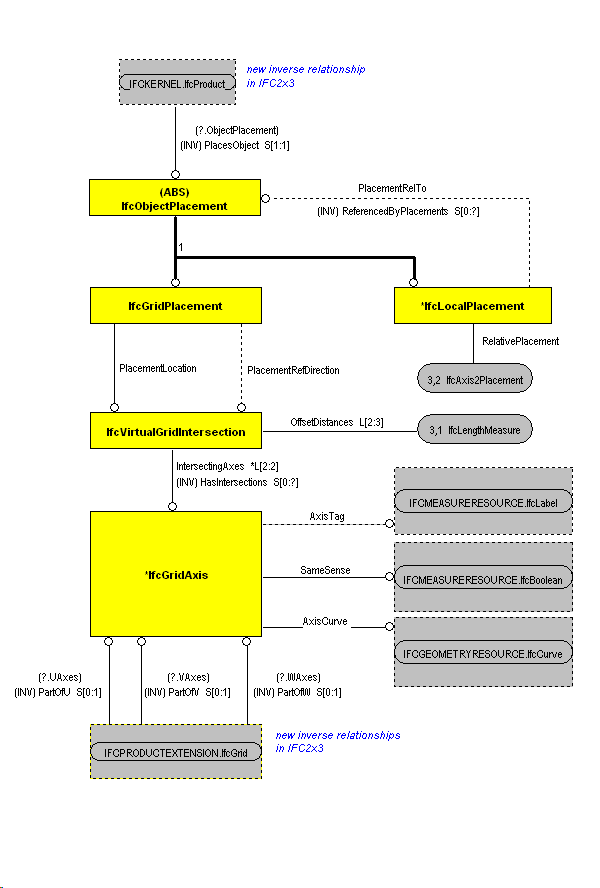 new inverse relationship
in IFC2x3
IFCKERNEL.IfcProduct
(?.ObjectPlacement)
(INV) PlacesObject S[1:1]
(ABS)
IfcObjectPlacement
PlacementRelTo
(INV) ReferencedByPlacements S[0:?]
1
IfcGridPlacement
*IfcLocalPlacement
RelativePlacement
PlacementLocation
PlacementRefDirection
3,2 IfcAxis2Placement
IfcVirtualGridIntersection
OffsetDistances L[2:3]
3,1 IfcLengthMeasure
IntersectingAxes *L[2:2]
(INV) HasIntersections S[0:?]
AxisTag
IFCMEASURERESOURCE.IfcLabel
*IfcGridAxis
SameSense
IFCMEASURERESOURCE.IfcBoolean
AxisCurve
IFCGEOMETRYRESOURCE.IfcCurve
(?.UAxes)
(INV) PartOfU S[0:1]
(?.VAxes)
(INV) PartOfV S[0:1]
(?.WAxes)
(INV) PartOfW S[0:1]
IFCPRODUCTEXTENSION.IfcGrid
new inverse relationships
in IFC2x3